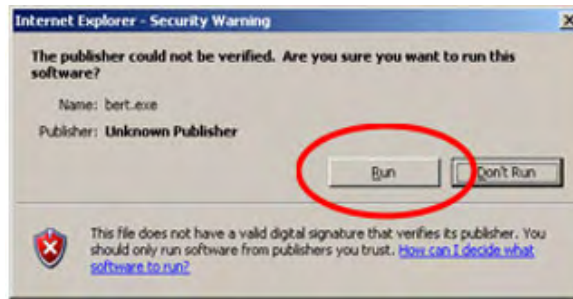 Internet Explorer - Security Warning
The publisher could not be verified. Are you sure you want to run this
software?
Name: bert.exe
Publisher: Unknown Publisher
Run
Don't Run
This file does not have a valid digital signature that verifies its publisher. You
should only run software from publishers you trust. How can I decide what
software to run?